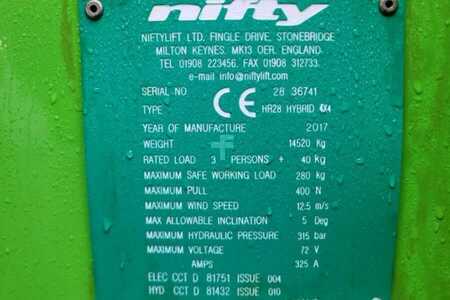 nifty
NIFTYLIFT LTD. FINGLE DRIVE, STONEBRIDGE
MILTON KEYNES. MK13 OER. ENGLAND.
TEL 01908 223456. FAX 01908 312733.
e-mail info@niftylift.com
SERIAL NO 28 36741
TYPE CE HR28 HYBRID 4X4
YEAR OF MANUFACTURE 2017
WEIGHT 14520 Kg
RATED LOAD 3 PERSONS + 40 kg
MAXIMUM SAFE WORKING LOAD 280 kg
MAXIMUM PULL 400 N
MAXIMUM WIND SPEED 12.5 m/s
MAX ALLOWABLE INCLINATION 5 Deg
MAXIMUM HYDRAULIC PRESSURE 315 bar
MAXIMUM VOLTAGE 72 V
AMPS 325 A
ELEC CCT D 81751 ISSUE 004
HYD CCT D 81432 ISSUE 010